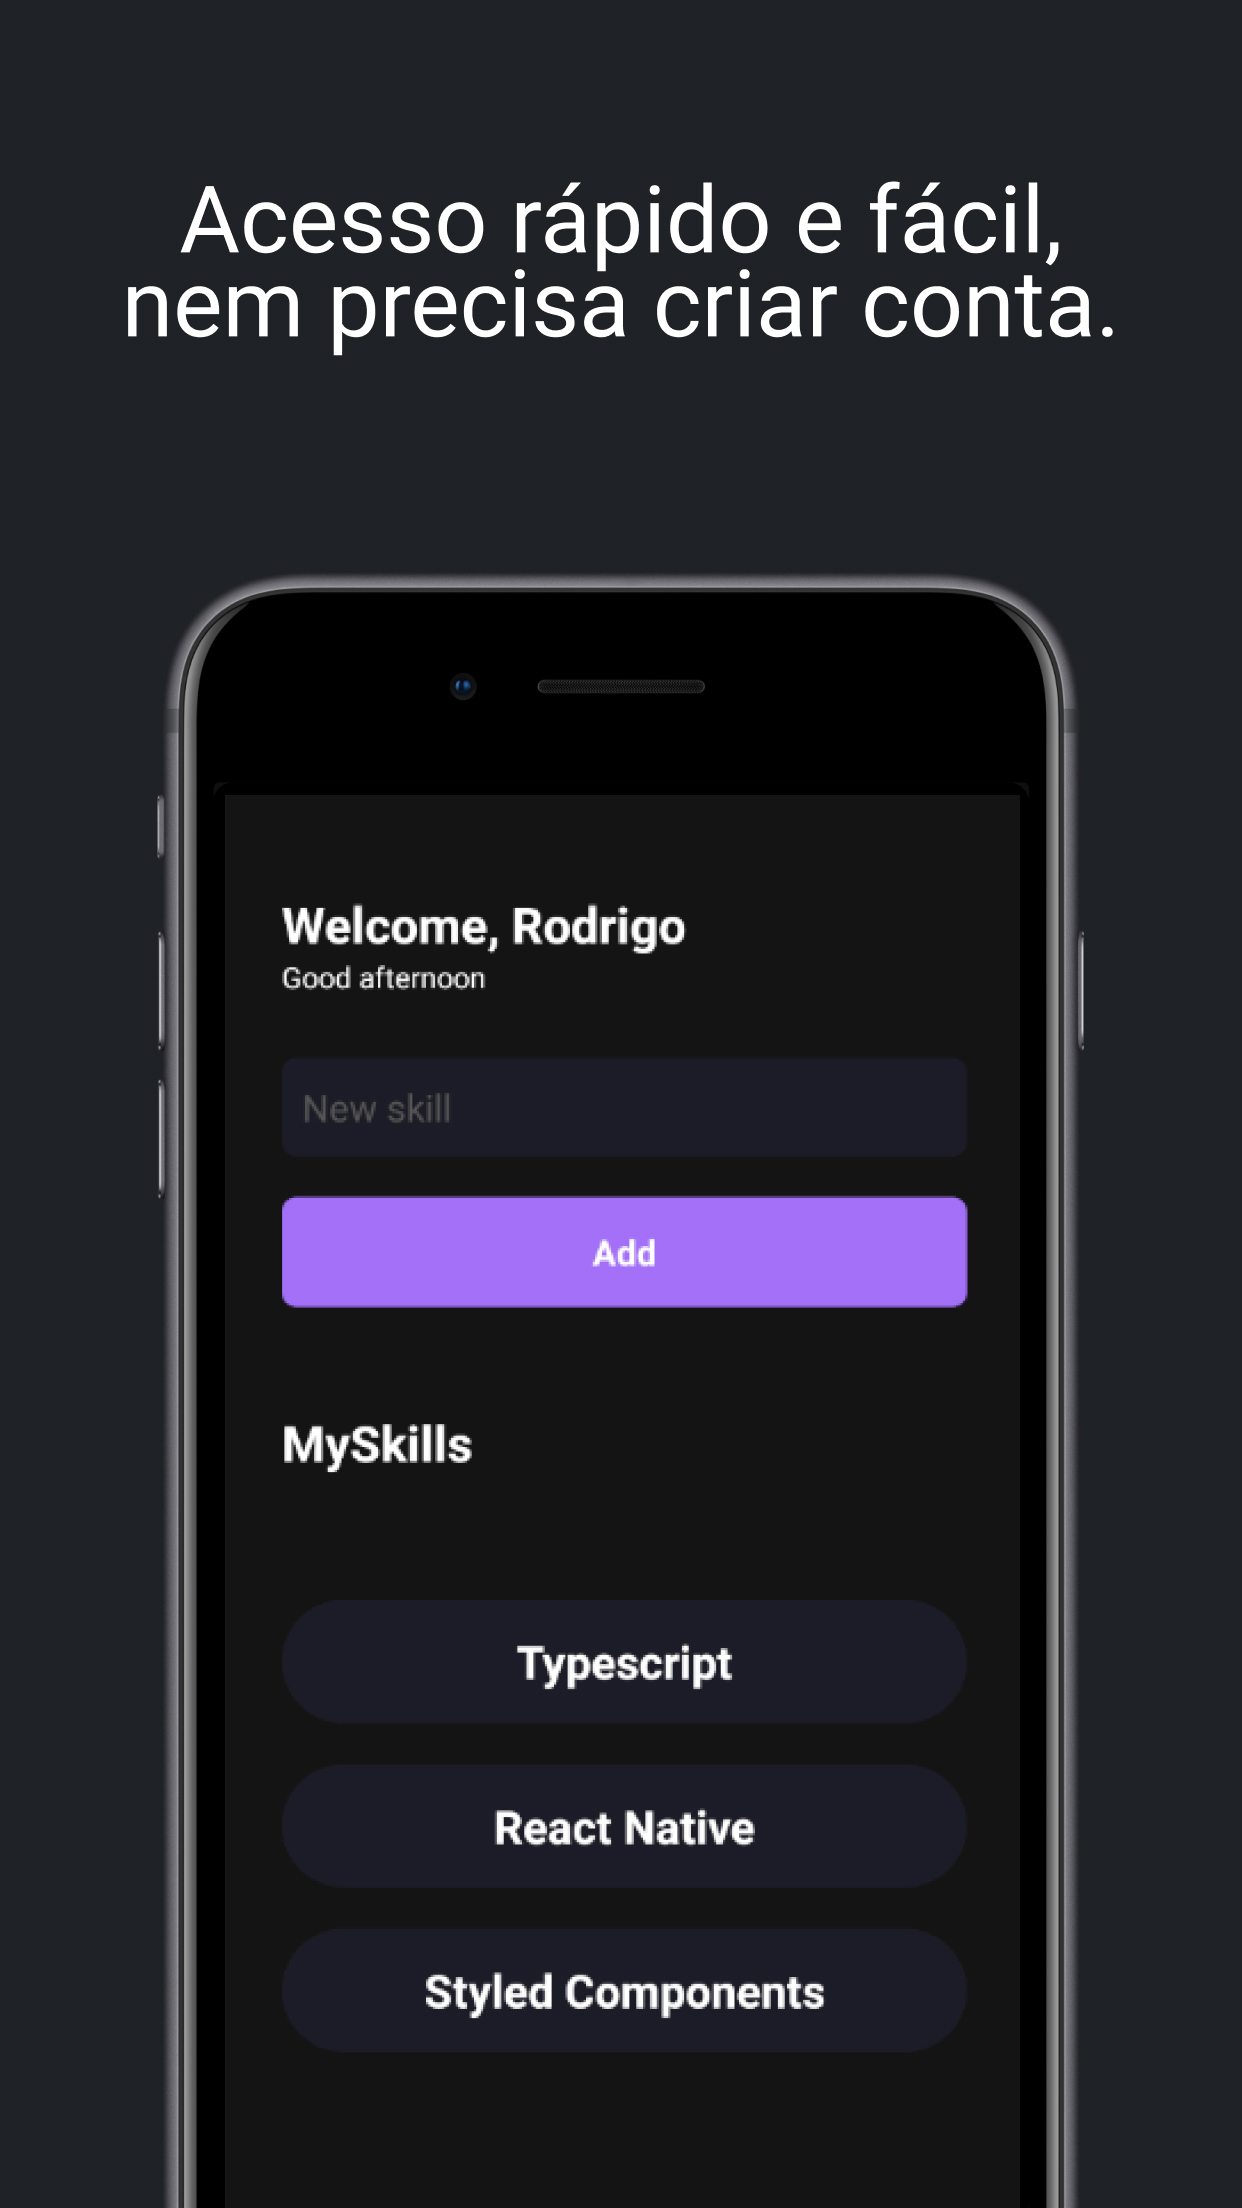 Acesso rápido e fácil,
nem precisa criar conta.
Welcome, Rodrigo
Good afternoon
New skill
Add
MySkills
Typescript
React Native
Styled Components